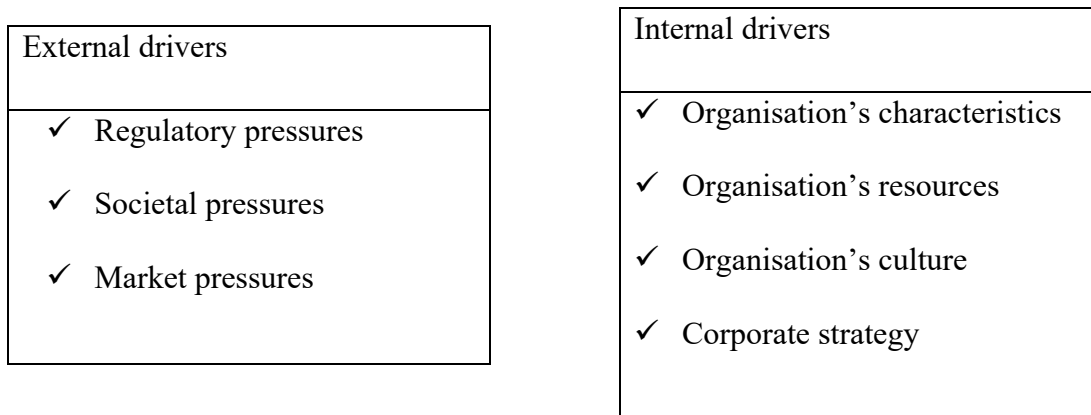 External drivers
✓ Regulatory pressures
✓ Societal pressures
✓ Market pressures
Internal drivers
✓ Organisation’s characteristics
✓ Organisation’s resources
✓ Organisation’s culture
✓ Corporate strategy